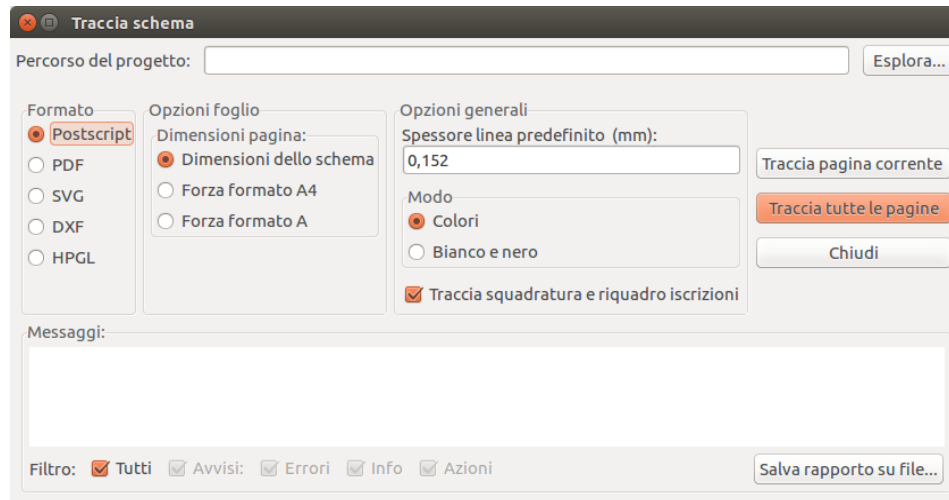 Traccia schema
Percorso del progetto:
Esplora...
Formato
Postscript
PDF
SVG
DXF
HPGL
Opzioni foglio
Dimensioni pagina:
Dimensioni dello schema
Forza formato A4
Forza formato A
Opzioni generali
Spessore linea predefinito (mm):
0,152
Modo
Colori
Bianco e nero
Traccia squadratura e riquadro iscrizioni
Traccia pagina corrente
Traccia tutte le pagine
Chiudi
Messaggi:
Filtro: Tutti Avvisi: Errori Info Azioni
Salva rapporto su file...